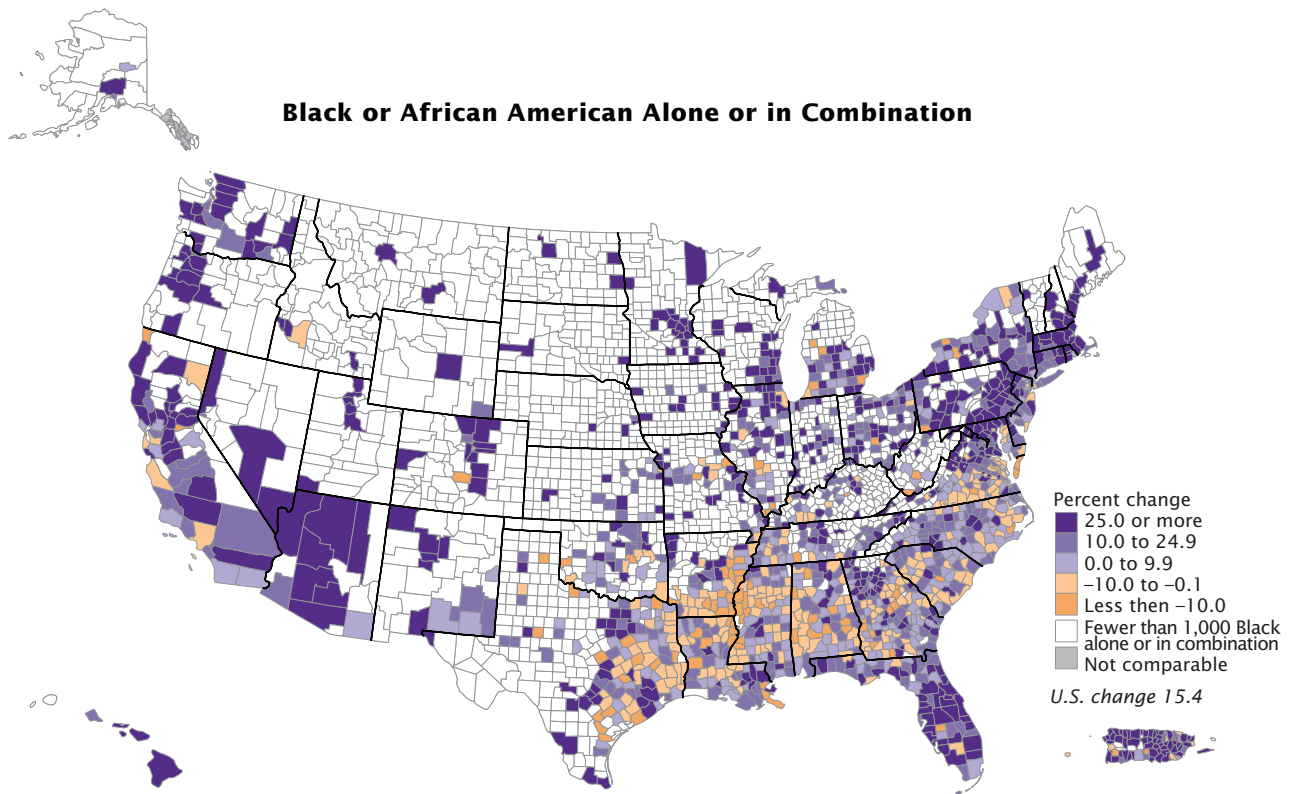 Black or African American Alone or in Combination
Percent change
25.0 or more
10.0 to 24.9
0.0 to 9.9
–10.0 to –0.1
Less then –10.0
Fewer than 1,000 Black
alone or in combination
Not comparable
U.S. change 15.4